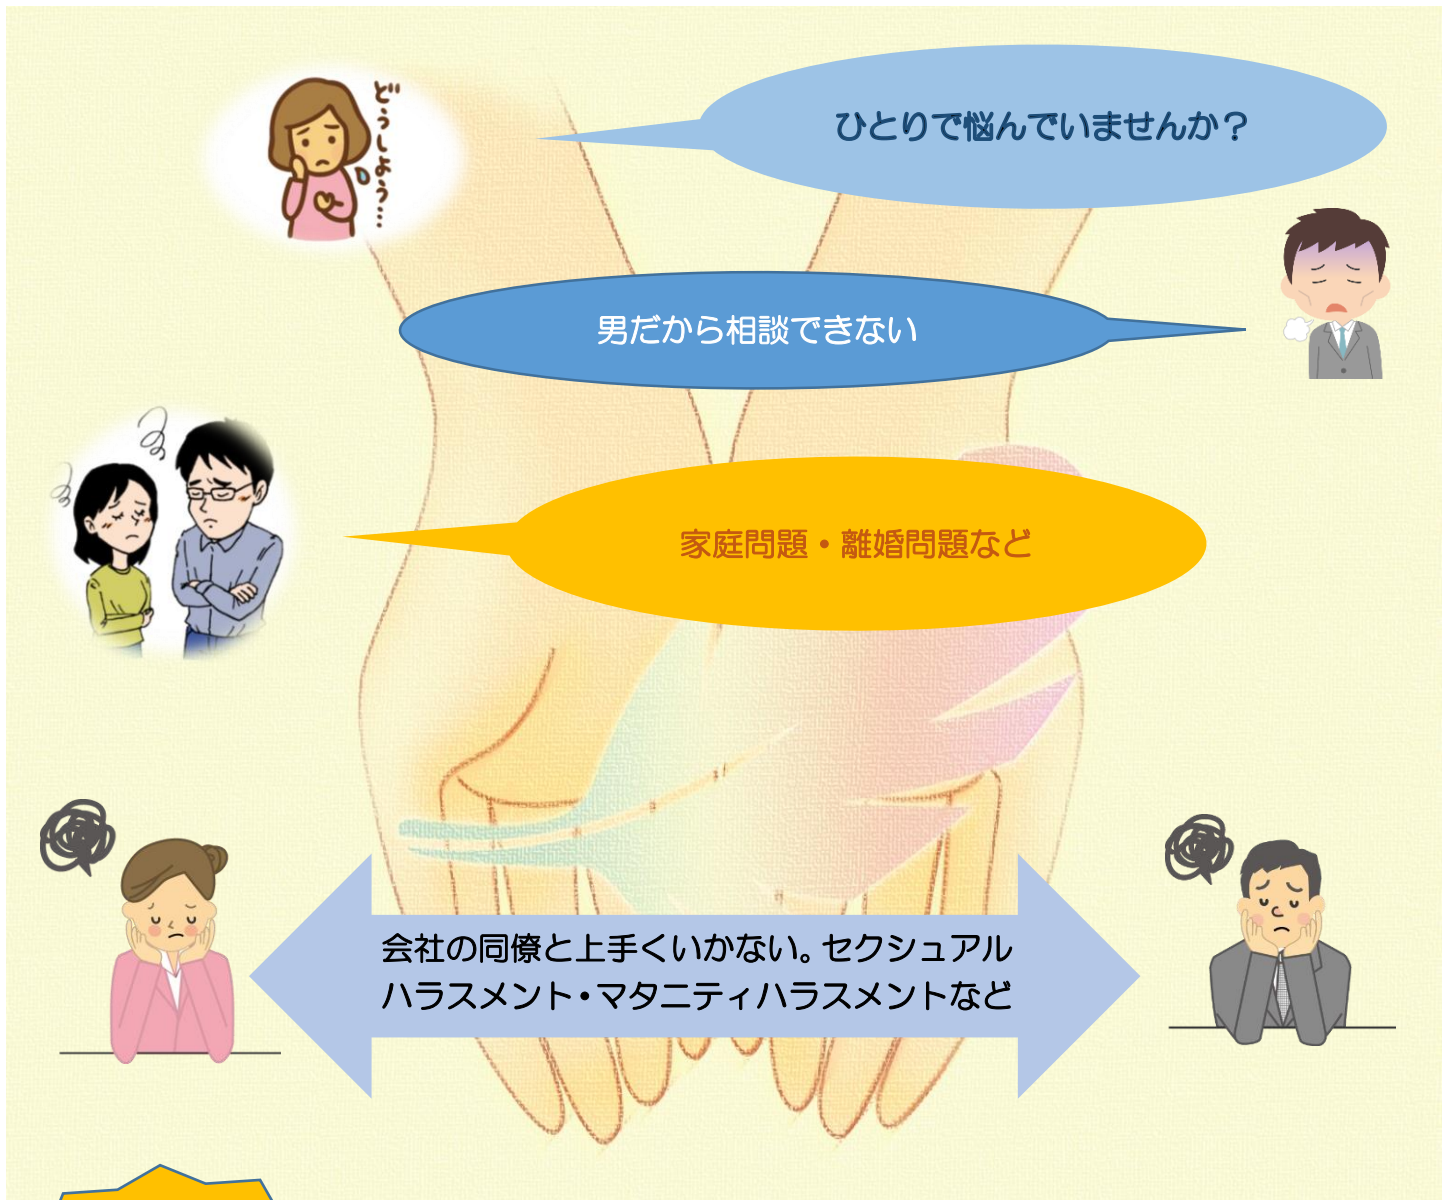 どうしよう…
ひとりで悩んでいませんか？
男だから相談できない
家庭問題・離婚問題など
会社の同僚と上手くいかない。セクシュアル
ハラスメント・マタニティハラスメントなど